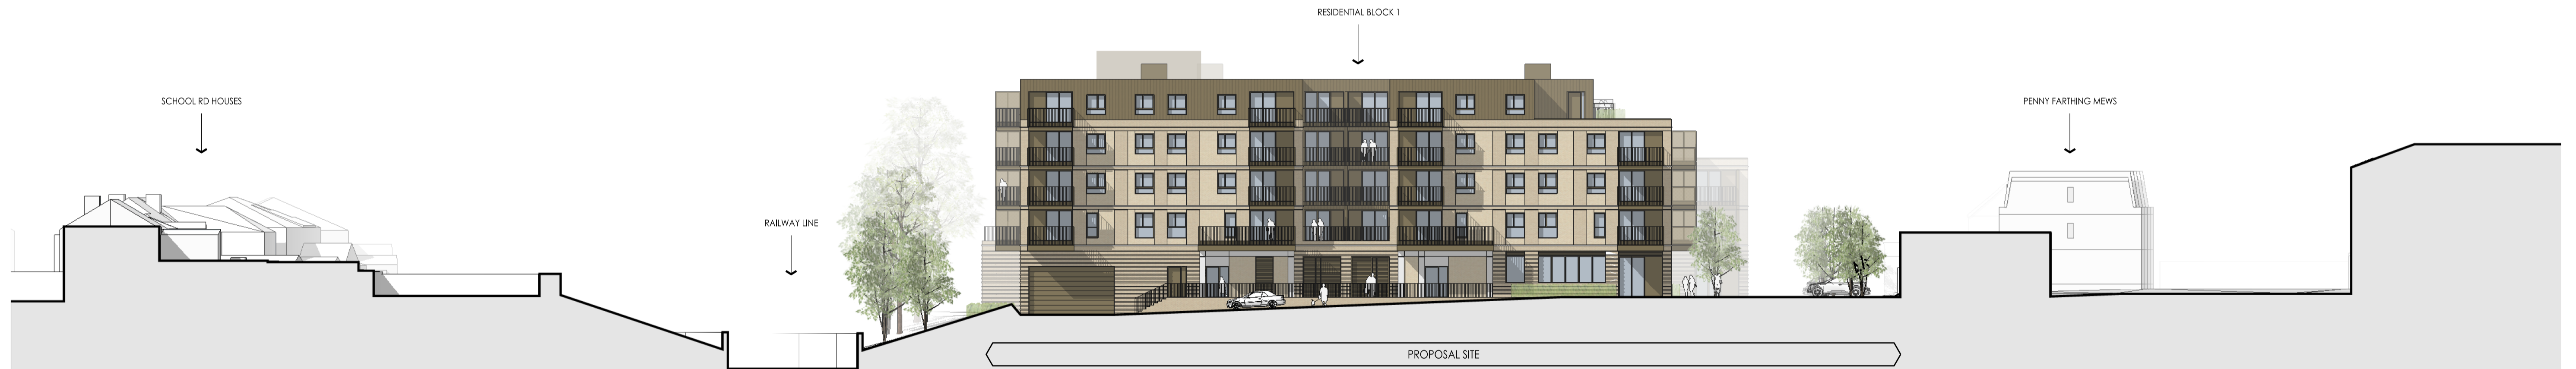 RESIDENTIAL BLOCK 1
SCHOOL RD HOUSES
PENNY FARTHING MEWS
RAILWAY LINE
PROPOSAL SITE